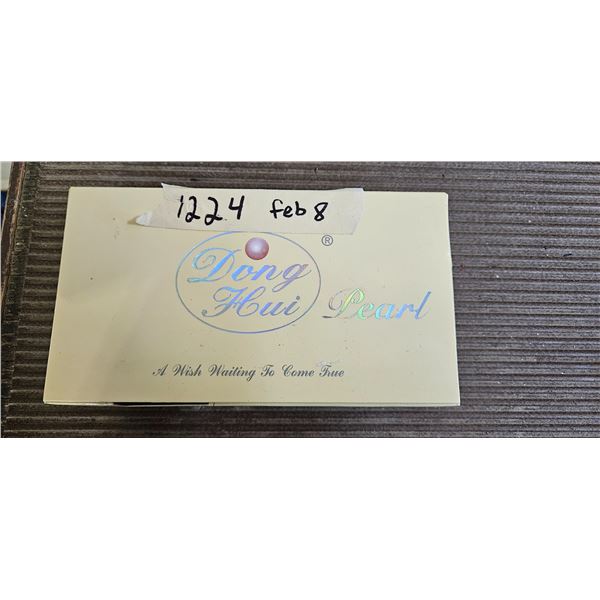 1224 feb 8
®
Dong
Hui Pearl
A Wish Waiting To Come True